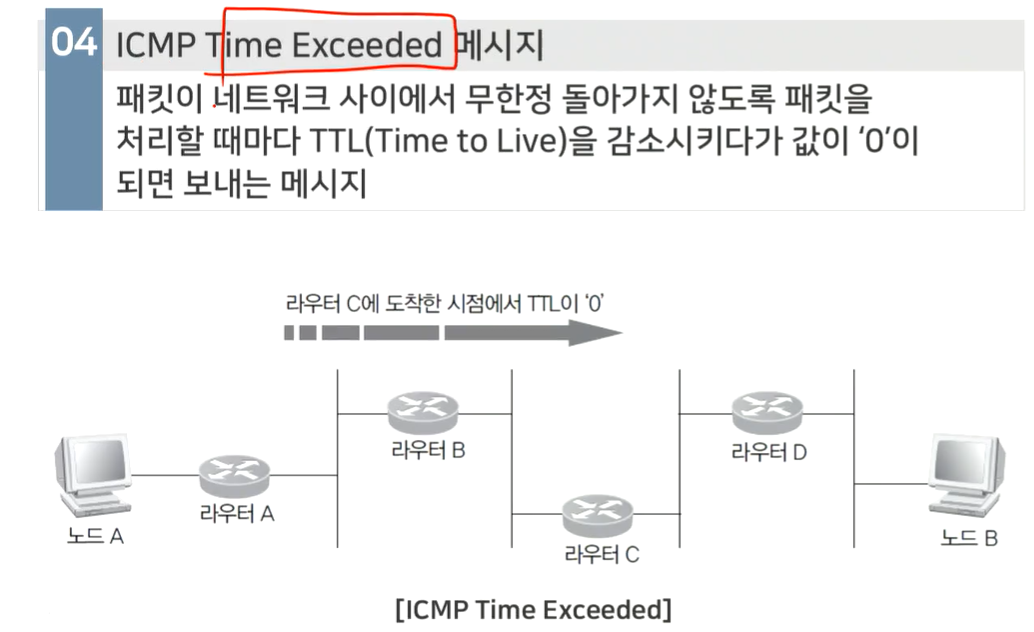 04 ICMP Time Exceeded 메시지
패킷이 네트워크 사이에서 무한정 돌아가지 않도록 패킷을
처리할 때마다 TTL(Time to Live)을 감소시키다가 값이 ‘0’이
되면 보내는 메시지
라우터 C에 도착한 시점에서 TTL이 ‘0’
노드 A
라우터 A
라우터 B
라우터 C
라우터 D
노드 B
[ICMP Time Exceeded]